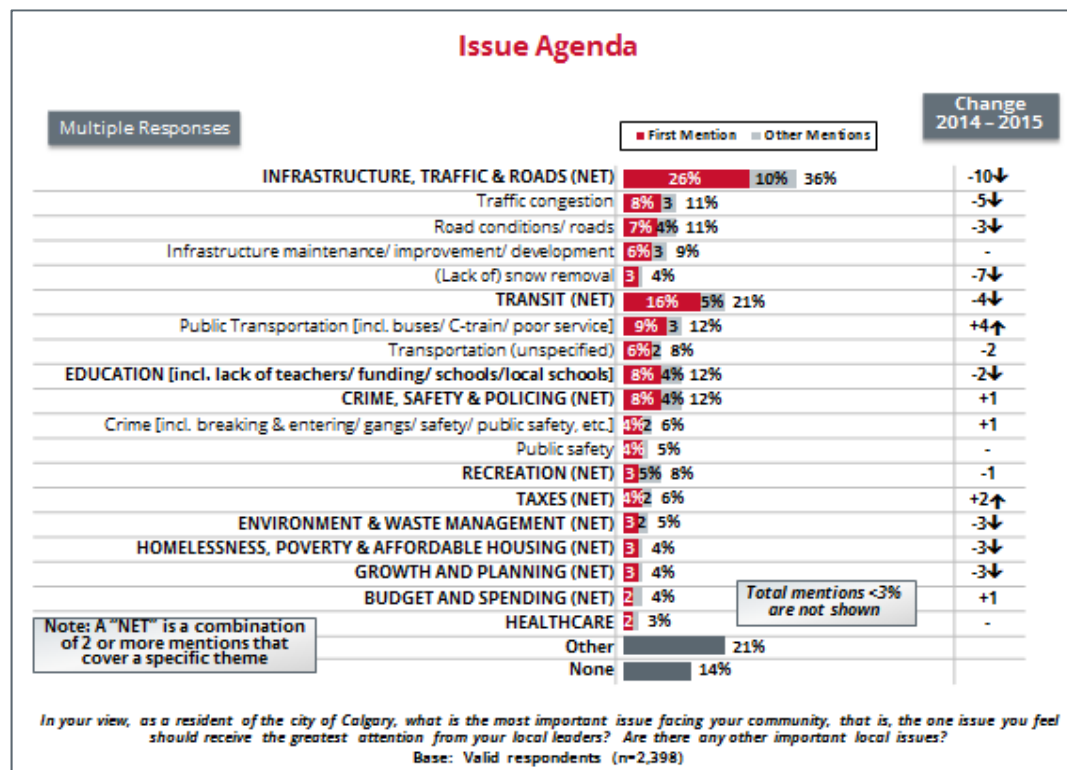 Issue Agenda
Multiple Responses
First Mention Other Mentions
Change
2014 – 2015
INFRASTRUCTURE, TRAFFIC & ROADS (NET) 26% 10% 36% -10↓
Traffic congestion 8% 3 11% -5↓
Road conditions/ roads 7% 4% 11% -3↓
Infrastructure maintenance/ improvement/ development 6% 3 9% -
(Lack of) snow removal 3 4% -7↓
TRANSIT (NET) 16% 5% 21% -4↓
Public Transportation [incl. buses/ C-train/ poor service] 9% 3 12% +4↑
Transportation (unspecified) 6% 2 8% -2
EDUCATION [incl. lack of teachers/ funding/ schools/local schools] 8% 4% 12% -2↓
CRIME, SAFETY & POLICING (NET) 8% 4% 12% +1
Crime [incl. breaking & entering/ gangs/ safety/ public safety, etc.] 4% 2 6% +1
Public safety 4% 5% -
RECREATION (NET) 3 5% 8% -1
TAXES (NET) 4% 2 6% +2↑
ENVIRONMENT & WASTE MANAGEMENT (NET) 3 2 5% -3↓
HOMELESSNESS, POVERTY & AFFORDABLE HOUSING (NET) 3 4% -3↓
GROWTH AND PLANNING (NET) 3 4% -3↓
BUDGET AND SPENDING (NET) 2 4% +1
HEALTHCARE 2 3% -
Other 21%
None 14%
Total mentions <3%
are not shown
Note: A "NET" is a combination
of 2 or more mentions that
cover a specific theme
In your view, as a resident of the city of Calgary, what is the most important issue facing your community, that is, the one issue you feel
should receive the greatest attention from your local leaders? Are there any other important local issues?
Base: Valid respondents (n=2,398)